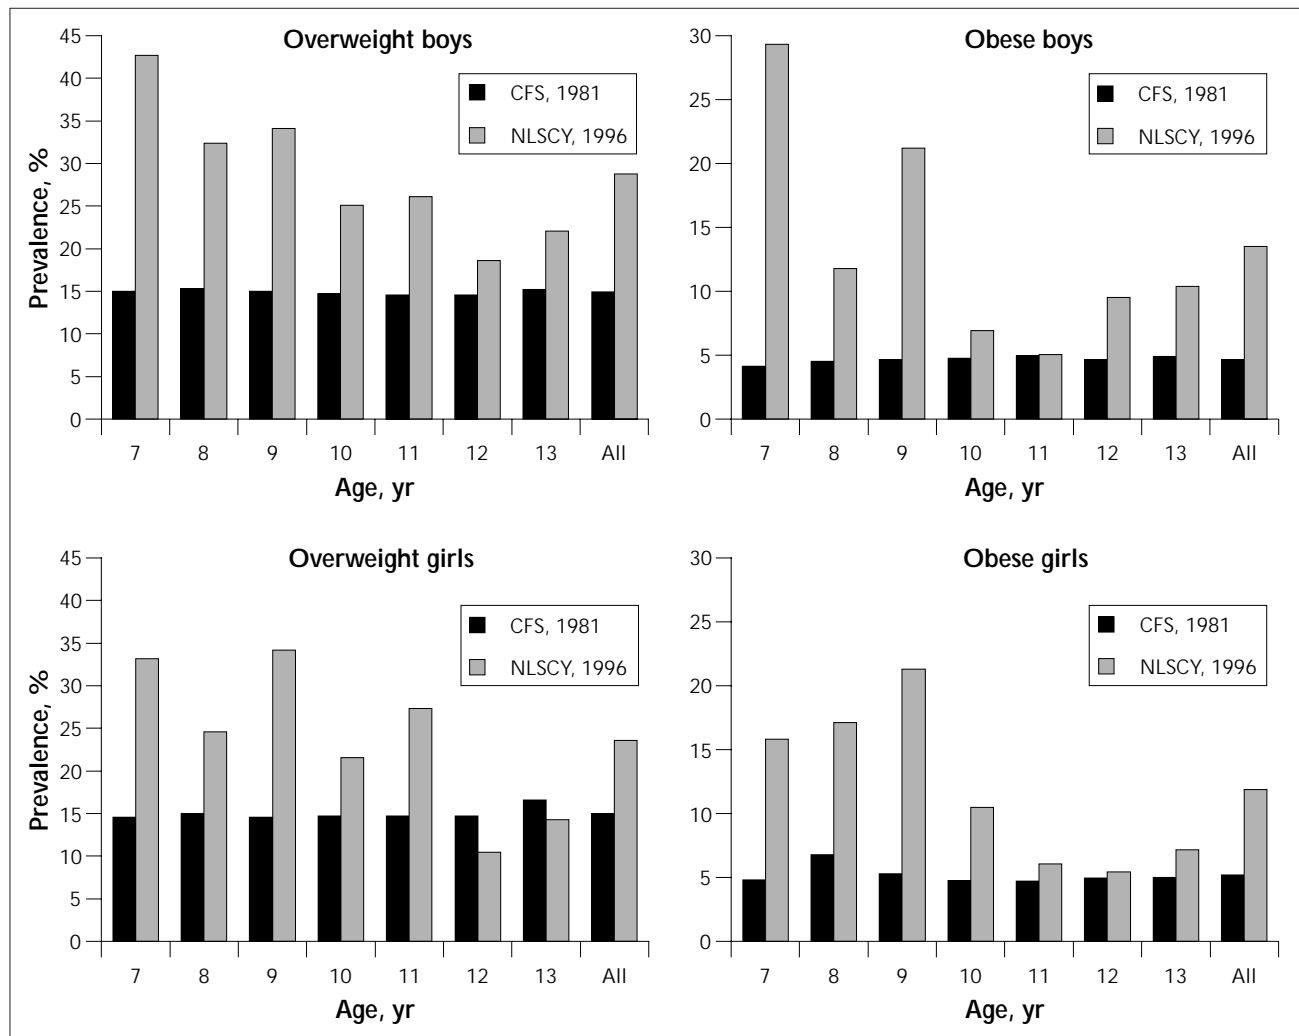 Overweight boys
45
40
35
30
25
20
15
10
5
0
Prevalence, %
CFS, 1981
NLSCY, 1996
7 8 9 10 11 12 13 All
Age, yr
Obese boys
30
25
20
15
10
5
0
CFS, 1981
NLSCY, 1996
7 8 9 10 11 12 13 All
Age, yr
Overweight girls
45
40
35
30
25
20
15
10
5
0
Prevalence, %
CFS, 1981
NLSCY, 1996
7 8 9 10 11 12 13 All
Age, yr
Obese girls
30
25
20
15
10
5
0
CFS, 1981
NLSCY, 1996
7 8 9 10 11 12 13 All
Age, yr